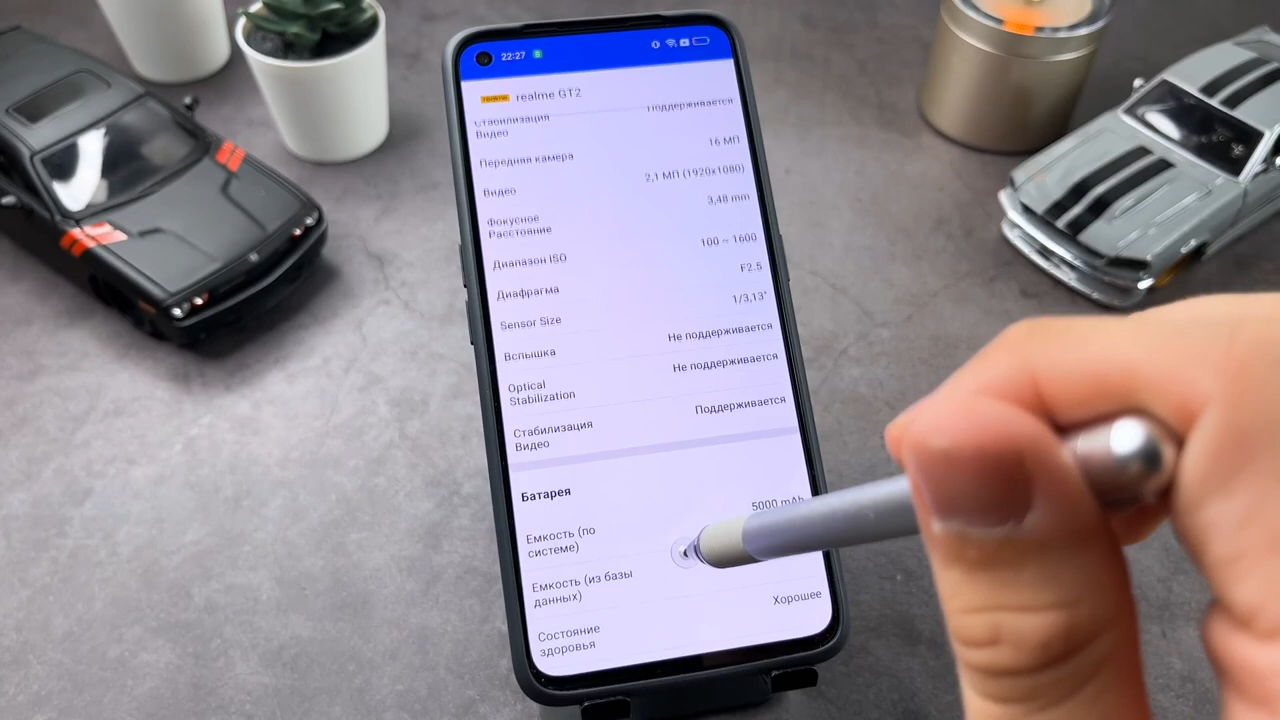 22:27
realme realme GT2
Стабилизация Видео Поддерживается
Передняя камера 16 МП
Видео 2,1 МП (1920x1080)
Фокусное Расстояние 3,48 mm
Диапазон ISO 100 ~ 1600
Диафрагма F2.5
Sensor Size 1/3,13"
Вспышка Не поддерживается
Optical Stabilization Не поддерживается
Стабилизация Видео Поддерживается
Батарея
Емкость (по системе) 5000 mAh
Емкость (из базы данных)
Состояние здоровья Хорошее